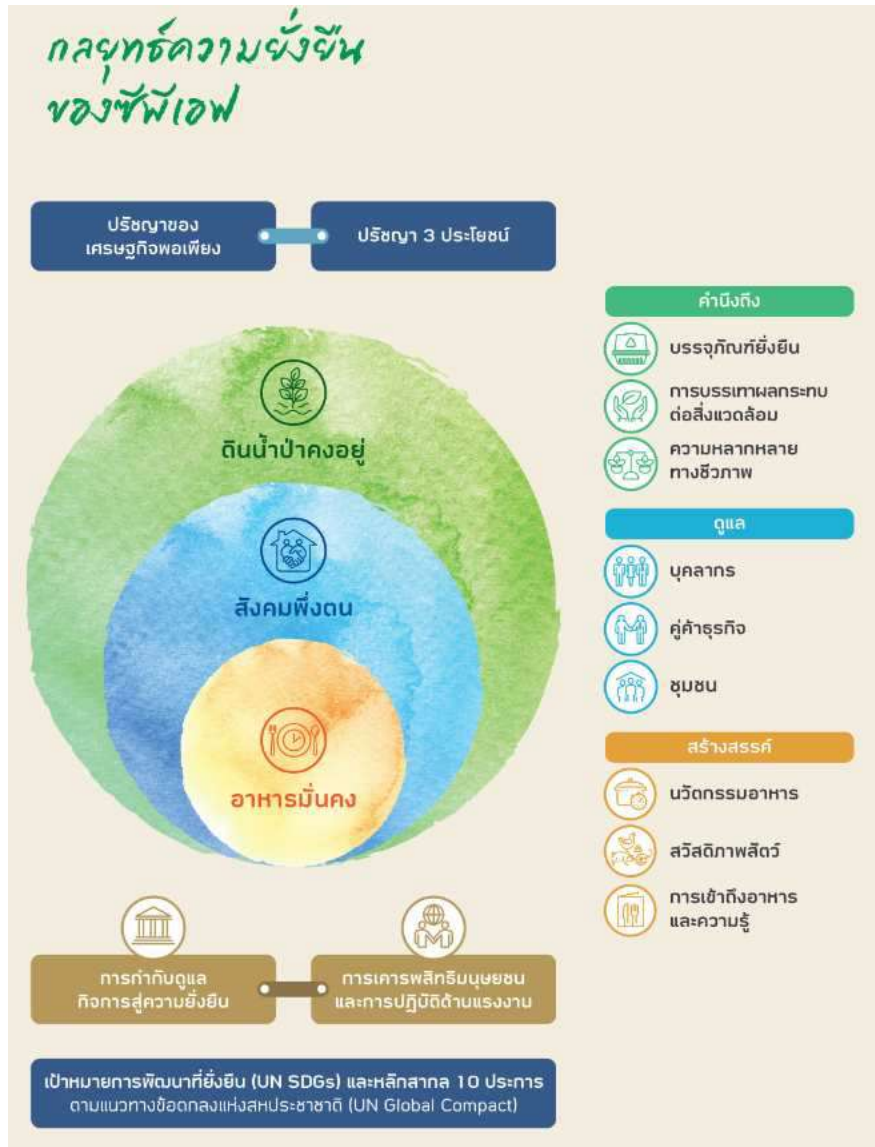 กลยุทธ์ความยั่งยืน
ของซีพีเอฟ
ปรัชญาของ
เศรษฐกิจพอเพียง
ปรัชญา 3 ประโยชน์
ดินน้ำป่าคงอยู่
สังคมพึ่งตน
อาหารมั่นคง
คำนึงถึง
บรรจุภัณฑ์ยั่งยืน
การบรรเทาผลกระทบ
ต่อสิ่งแวดล้อม
ความหลากหลาย
ทางชีวภาพ
ดูแล
บุคลากร
คู่ค้าธุรกิจ
ชุมชน
สร้างสรรค์
นวัตกรรมอาหาร
สวัสดิภาพสัตว์
การเข้าถึงอาหาร
และความรู้
การกำกับดูแล
กิจการสู่ความยั่งยืน
การเคารพสิทธิมนุษยชน
และการปฏิบัติด้านแรงงาน
เป้าหมายการพัฒนาที่ยั่งยืน (UN SDGs) และหลักสากล 10 ประการ
ตามแนวทางข้อตกลงแห่งสหประชาชาติ (UN Global Compact)